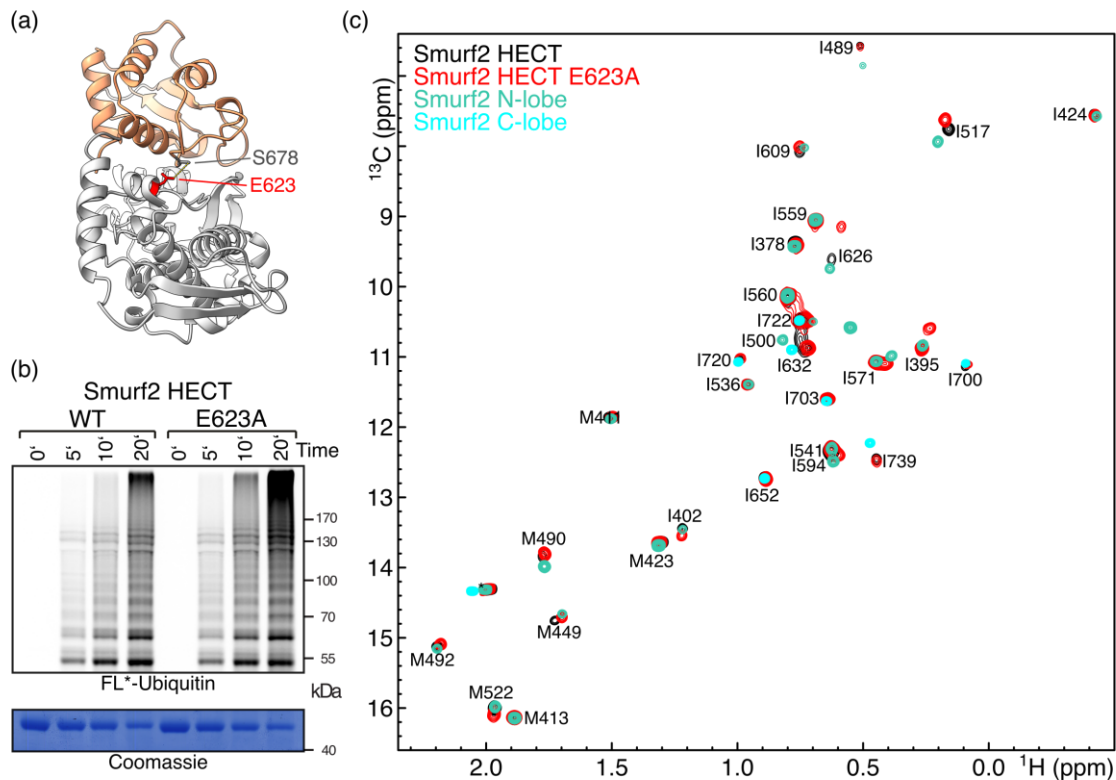 (a)
S678
E623
(b)
Smurf2 HECT
WT
E623A
0‘
5‘
10‘
20‘
0‘
5‘
10‘
20‘
Time
170
130
100
70
55
kDa
40
FL*-Ubiquitin
Coomassie
(c)
Smurf2 HECT
Smurf2 HECT E623A
Smurf2 N-lobe
Smurf2 C-lobe
I489
I424
I517
I609
I559
I378
I626
I560
I722
I500
I632
I720
I395
I571
I700
I536
I703
M411
I541
I594
I739
I652
I402
M490
M423
*
M449
M492
M522
M413
¹³C (ppm)
9
10
11
12
13
14
15
16
2.0
1.5
1.0
0.5
0.0
¹H (ppm)